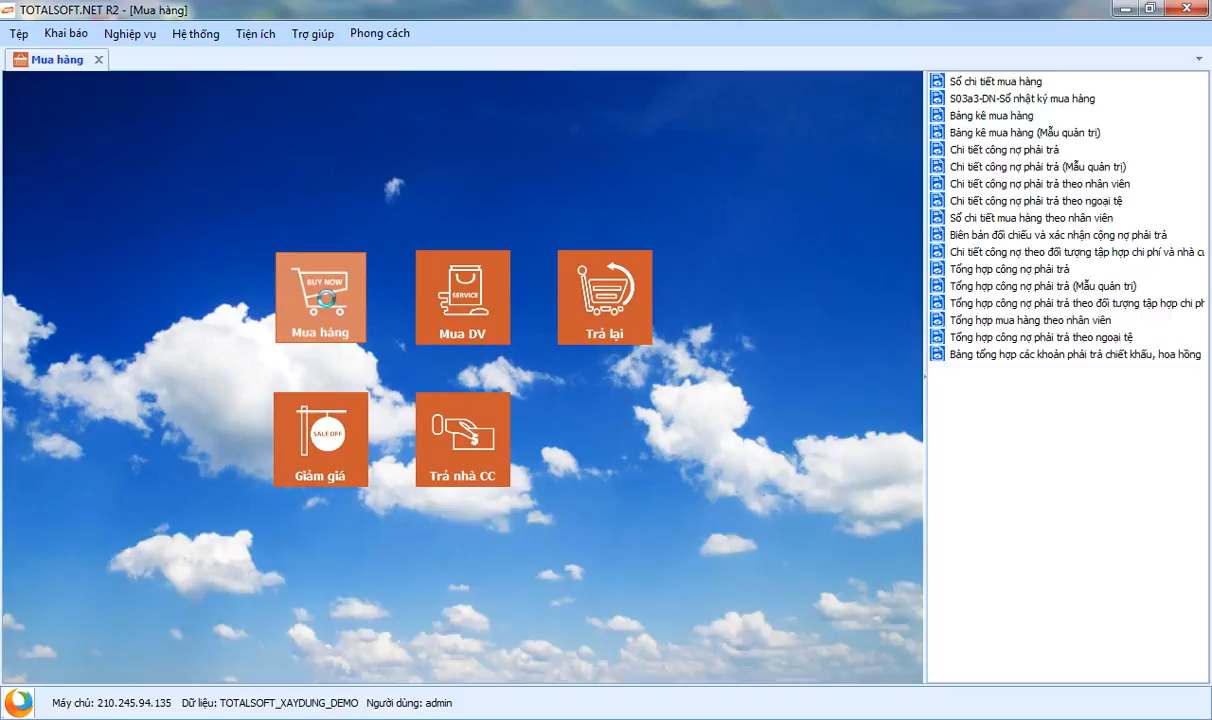 TOTALSOFT.NET R2 - [Mua hàng]
Tệp Khai báo Nghiệp vụ Hệ thống Tiện ích Trợ giúp Phong cách
Mua hàng
BUY NOW
Mua hàng
SERVICE
Mua DV
Trả lại
SALE OFF
Giảm giá
Trả nhà CC
Sổ chi tiết mua hàng
S03a3-DN-Sổ nhật ký mua hàng
Bảng kê mua hàng
Bảng kê mua hàng (Mẫu quản trị)
Chi tiết công nợ phải trả
Chi tiết công nợ phải trả (Mẫu quản trị)
Chi tiết công nợ phải trả theo nhân viên
Chi tiết công nợ phải trả theo ngoại tệ
Sổ chi tiết mua hàng theo nhân viên
Biên bản đối chiếu và xác nhận cộng nợ phải trả
Chi tiết công nợ theo đối tượng tập hợp chi phí và nhà cu
Tổng hợp công nợ phải trả
Tổng hợp công nợ phải trả (Mẫu quản trị)
Tổng hợp công nợ phải trả theo đối tượng tập hợp chi ph
Tổng hợp mua hàng theo nhân viên
Tổng hợp công nợ phải trả theo ngoại tệ
Bảng tổng hợp các khoản phải trả chiết khấu, hoa hồng
Máy chủ: 210.245.94.135 Dữ liệu: TOTALSOFT_XAYDUNG_DEMO Người dùng: admin